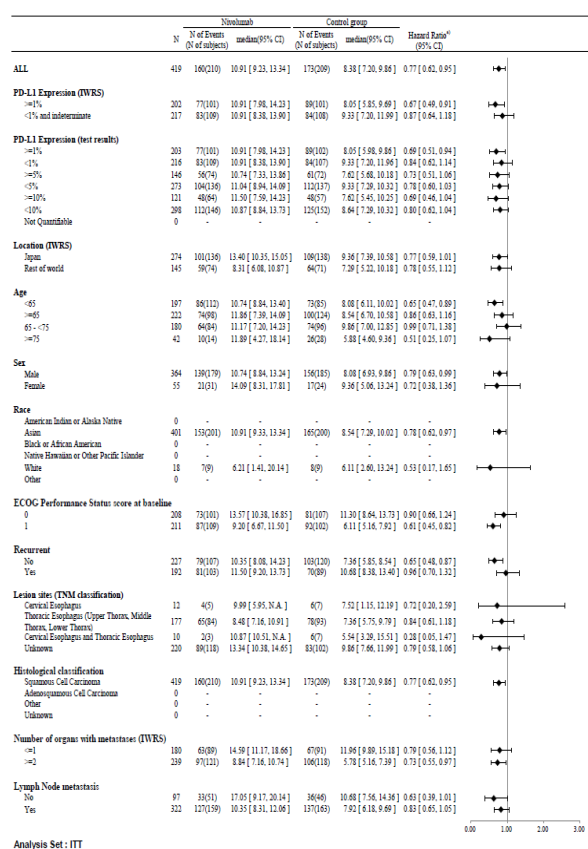 Nivolumab Control group
N N of Events (N of subjects) median(95% CI) N of Events (N of subjects) median(95% CI) Hazard Ratio a) (95% CI)
ALL 419 160(210) 10.91 [ 9.23, 13.34 ] 173(209) 8.38 [ 7.20, 9.86 ] 0.77 [ 0.62, 0.95 ]
PD-L1 Expression (IWRS)
>=1% 202 77(101) 10.91 [ 7.98, 14.23 ] 89(101) 8.05 [ 5.85, 9.69 ] 0.67 [ 0.49, 0.91 ]
<1% and indeterminate 217 83(109) 10.91 [ 8.38, 13.90 ] 84(108) 9.33 [ 7.20, 11.99 ] 0.87 [ 0.64, 1.18 ]
PD-L1 Expression (test results)
>=1% 203 77(101) 10.91 [ 7.98, 14.23 ] 89(102) 8.05 [ 5.98, 9.86 ] 0.69 [ 0.51, 0.94 ]
<1% 216 83(109) 10.91 [ 8.38, 13.90 ] 84(107) 9.33 [ 7.20, 11.96 ] 0.84 [ 0.62, 1.14 ]
>=5% 146 56(74) 10.74 [ 7.33, 13.86 ] 61(72) 7.62 [ 5.68, 10.18 ] 0.73 [ 0.51, 1.06 ]
<5% 273 104(136) 11.04 [ 8.94, 14.09 ] 112(137) 9.33 [ 7.29, 10.32 ] 0.78 [ 0.60, 1.03 ]
>=10% 121 48(64) 11.50 [ 7.59, 14.23 ] 48(57) 7.62 [ 5.45, 10.25 ] 0.69 [ 0.46, 1.04 ]
<10% 298 112(146) 10.87 [ 8.84, 13.73 ] 125(152) 8.64 [ 7.29, 10.32 ] 0.80 [ 0.62, 1.04 ]
Not Quantifiable 0 - - - - -
Location (IWRS)
Japan 274 101(136) 13.40 [ 10.35, 15.05 ] 109(138) 9.36 [ 7.39, 10.58 ] 0.77 [ 0.59, 1.01 ]
Rest of world 145 59(74) 8.31 [ 6.08, 10.87 ] 64(71) 7.29 [ 5.22, 18.18 ] 0.78 [ 0.55, 1.12 ]
Age
<65 197 86(112) 10.74 [ 8.84, 13.40 ] 73(85) 8.08 [ 6.11, 10.02 ] 0.65 [ 0.47, 0.89 ]
>=65 222 74(98) 11.86 [ 7.39, 14.09 ] 100(124) 8.54 [ 6.70, 10.58 ] 0.86 [ 0.63, 1.16 ]
65 - <75 180 64(84) 11.17 [ 7.20, 14.23 ] 74(96) 9.86 [ 7.00, 12.85 ] 0.99 [ 0.71, 1.38 ]
>=75 42 10(14) 11.89 [ 4.27, 18.14 ] 26(28) 5.88 [ 4.60, 9.36 ] 0.51 [ 0.25, 1.07 ]
Sex
Male 364 139(179) 10.74 [ 8.84, 13.24 ] 156(185) 8.08 [ 6.93, 9.86 ] 0.79 [ 0.63, 0.99 ]
Female 55 21(31) 14.09 [ 8.31, 17.81 ] 17(24) 9.36 [ 5.06, 13.24 ] 0.72 [ 0.38, 1.36 ]
Race
American Indian or Alaska Native 0 - - - - -
Asian 401 153(201) 10.91 [ 9.33, 13.34 ] 165(200) 8.54 [ 7.29, 10.02 ] 0.78 [ 0.62, 0.97 ]
Black or African American 0 - - - - -
Native Hawaiian or Other Pacific Islander 0 - - - - -
White 18 7(9) 6.21 [ 1.41, 20.14 ] 8(9) 6.11 [ 2.60, 13.24 ] 0.53 [ 0.17, 1.65 ]
Other 0 - - - - -
ECOG Performance Status score at baseline
0 208 73(101) 13.57 [ 10.38, 16.85 ] 81(107) 11.30 [ 8.64, 13.73 ] 0.90 [ 0.66, 1.24 ]
1 211 87(109) 9.20 [ 6.67, 11.50 ] 92(102) 6.11 [ 5.16, 7.92 ] 0.61 [ 0.45, 0.82 ]
Recurrent
No 227 79(107) 10.35 [ 8.08, 14.23 ] 103(120) 7.36 [ 5.85, 8.54 ] 0.65 [ 0.48, 0.87 ]
Yes 192 81(103) 11.50 [ 9.20, 13.73 ] 70(89) 10.68 [ 8.38, 13.40 ] 0.96 [ 0.70, 1.32 ]
Lesion sites (TNM classification)
Cervical Esophagus 12 4(5) 9.99 [ 5.95, N.A. ] 6(7) 7.52 [ 1.15, 12.19 ] 0.72 [ 0.20, 2.59 ]
Thoracic Esophagus (Upper Thorax, Middle
Thorax, Lower Thorax) 177 65(84) 8.48 [ 7.16, 10.91 ] 78(93) 7.36 [ 5.75, 9.79 ] 0.84 [ 0.61, 1.18 ]
Cervical Esophagus and Thoracic Esophagus 10 2(3) 10.87 [ 10.51, N.A. ] 6(7) 5.54 [ 3.29, 15.51 ] 0.28 [ 0.05, 1.47 ]
Unknown 220 89(118) 13.34 [ 10.38, 14.65 ] 83(102) 9.86 [ 7.66, 11.99 ] 0.79 [ 0.58, 1.06 ]
Histological classification
Squamous Cell Carcinoma 419 160(210) 10.91 [ 9.23, 13.34 ] 173(209) 8.38 [ 7.20, 9.86 ] 0.77 [ 0.62, 0.95 ]
Adenosquamous Cell Carcinoma 0 - - - - -
Other 0 - - - - -
Unknown 0 - - - - -
Number of organs with metastases (IWRS)
<=1 180 63(89) 14.59 [ 11.17, 18.66 ] 67(91) 11.96 [ 9.89, 15.18 ] 0.79 [ 0.56, 1.12 ]
>=2 239 97(121) 8.84 [ 7.16, 10.74 ] 106(118) 5.78 [ 5.16, 7.39 ] 0.73 [ 0.55, 0.97 ]
Lymph Node metastasis
No 97 33(51) 17.05 [ 9.17, 20.14 ] 36(46) 10.68 [ 7.56, 14.36 ] 0.63 [ 0.39, 1.01 ]
Yes 322 127(159) 10.35 [ 8.31, 12.06 ] 137(163) 7.92 [ 6.18, 9.69 ] 0.83 [ 0.65, 1.05 ]
0.00 1.00 2.00 3.00
Analysis Set : ITT